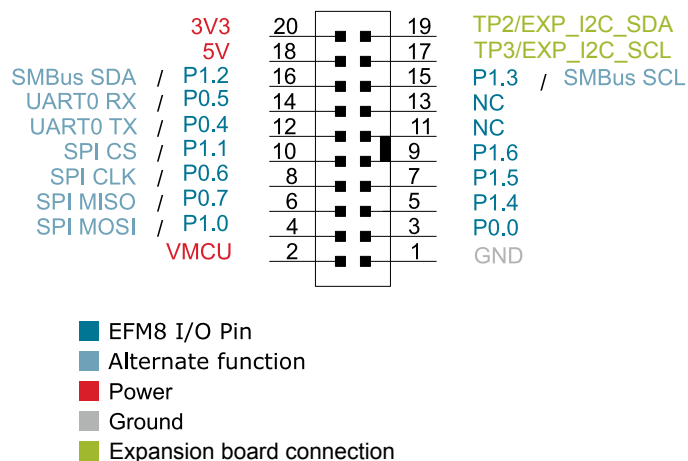 3V3 20 19 TP2/EXP_I2C_SDA
5V 18 17 TP3/EXP_I2C_SCL
SMBus SDA / P1.2 16 15 P1.3 / SMBus SCL
UART0 RX / P0.5 14 13 NC
UART0 TX / P0.4 12 11 NC
SPI CS / P1.1 10 9 P1.6
SPI CLK / P0.6 8 7 P1.5
SPI MISO / P0.7 6 5 P1.4
SPI MOSI / P1.0 4 3 P0.0
VMCU 2 1 GND
EFM8 I/O Pin
Alternate function
Power
Ground
Expansion board connection